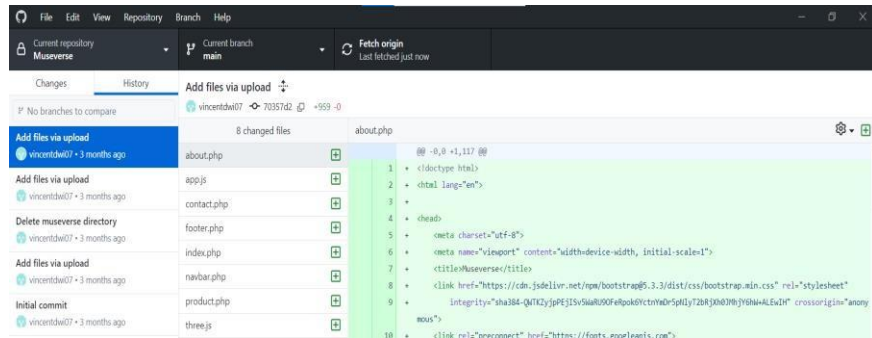 File Edit View Repository Branch Help
Current repository
Museverse
Current branch
main
Fetch origin
Last fetched just now
Changes History
No branches to compare
Add files via upload
vincentdwi07 • 3 months ago
Add files via upload
vincentdwi07 • 3 months ago
Delete museverse directory
vincentdwi07 • 3 months ago
Add files via upload
vincentdwi07 • 3 months ago
Initial commit
vincentdwi07 • 3 months ago
Add files via upload
vincentdwi07 70357d2 +959 -0
8 changed files
about.php
app.js
contact.php
footer.php
index.php
navbar.php
product.php
three.js
about.php
@@ -0,0 +1,117 @@
1 + <!doctype html>
2 + <html lang="en">
3 +
4 + <head>
5 + <meta charset="utf-8">
6 + <meta name="viewport" content="width=device-width, initial-scale=1">
7 + <title>Museverse</title>
8 + <link href="https://cdn.jsdelivr.net/npm/bootstrap@5.3.3/dist/css/bootstrap.min.css" rel="stylesheet"
9 + integrity="sha384-QWTKZyjpPEjISv5WaRU9OFeRpok6YctnYmDr5pNlyT2bRjXh0JMhjY6hW+ALEwIH" crossorigin="anony
mous">
10 + <link rel="preconnect" href="https://fonts.googleapis.com">